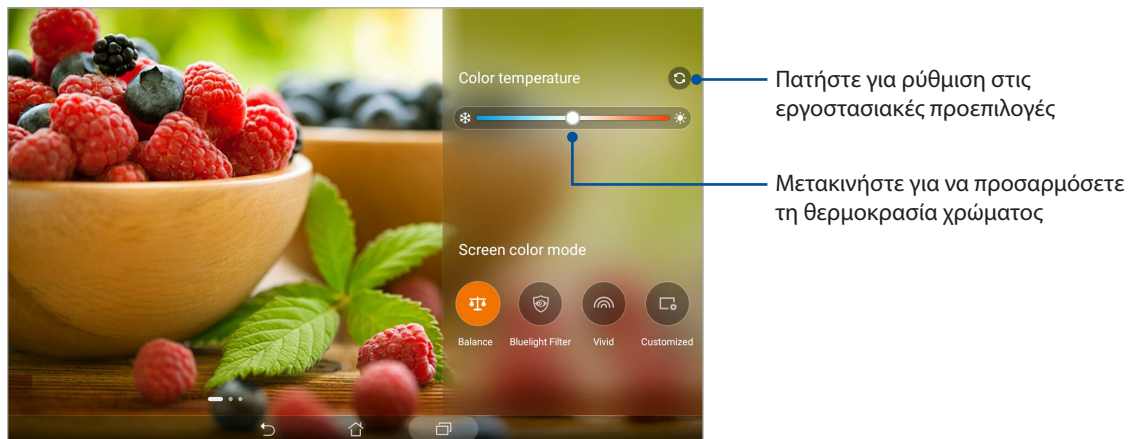 Color temperature
Πατήστε για ρύθμιση στις
εργοστασιακές προεπιλογές
Μετακινήστε για να προσαρμόσετε
τη θερμοκρασία χρώματος
Screen color mode
Balance Bluelight Filter Vivid Customized